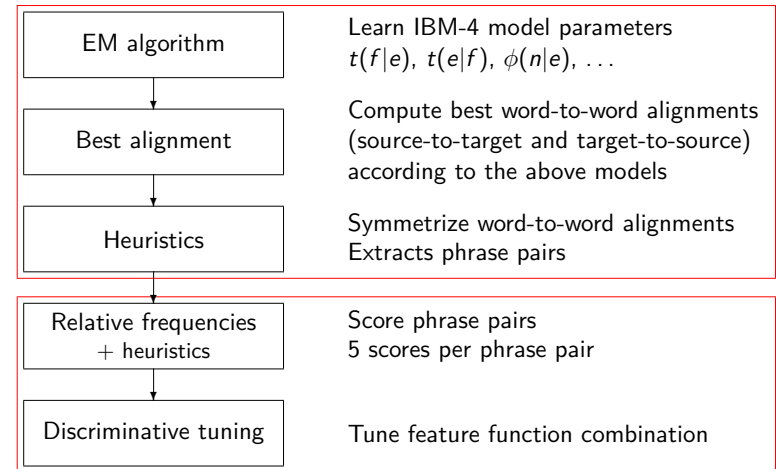 EM algorithm
Learn IBM-4 model parameters
t(f|e), t(e|f), ϕ(n|e), ...
Best alignment
Compute best word-to-word alignments
(source-to-target and target-to-source)
according to the above models
Heuristics
Symmetrize word-to-word alignments
Extracts phrase pairs
Relative frequencies
+ heuristics
Score phrase pairs
5 scores per phrase pair
Discriminative tuning
Tune feature function combination